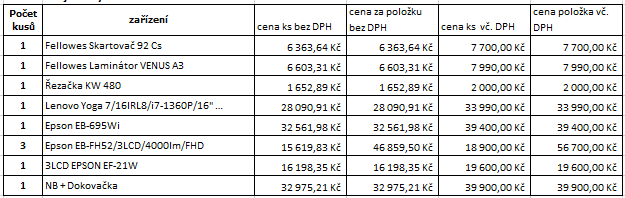 Počet kusů zařízení cena ks bez DPH cena za položku bez DPH cena ks vč. DPH cena položka vč. DPH
1 Fellowes Skartovač 92 Cs 6 363,64 Kč 6 363,64 Kč 7 700,00 Kč 7 700,00 Kč
1 Fellowes Laminátor VENUS A3 6 603,31 Kč 6 603,31 Kč 7 990,00 Kč 7 990,00 Kč
1 Řezačka KW 480 1 652,89 Kč 1 652,89 Kč 2 000,00 Kč 2 000,00 Kč
1 Lenovo Yoga 7/16IRL8/i7-1360P/16" ... 28 090,91 Kč 28 090,91 Kč 33 990,00 Kč 33 990,00 Kč
1 Epson EB-695Wi 32 561,98 Kč 32 561,98 Kč 39 400,00 Kč 39 400,00 Kč
3 Epson EB-FH52/3LCD/4000lm/FHD 15 619,83 Kč 46 859,50 Kč 18 900,00 Kč 56 700,00 Kč
1 3LCD EPSON EF-21W 16 198,35 Kč 16 198,35 Kč 19 600,00 Kč 19 600,00 Kč
1 NB + Dokovačka 32 975,21 Kč 32 975,21 Kč 39 900,00 Kč 39 900,00 Kč